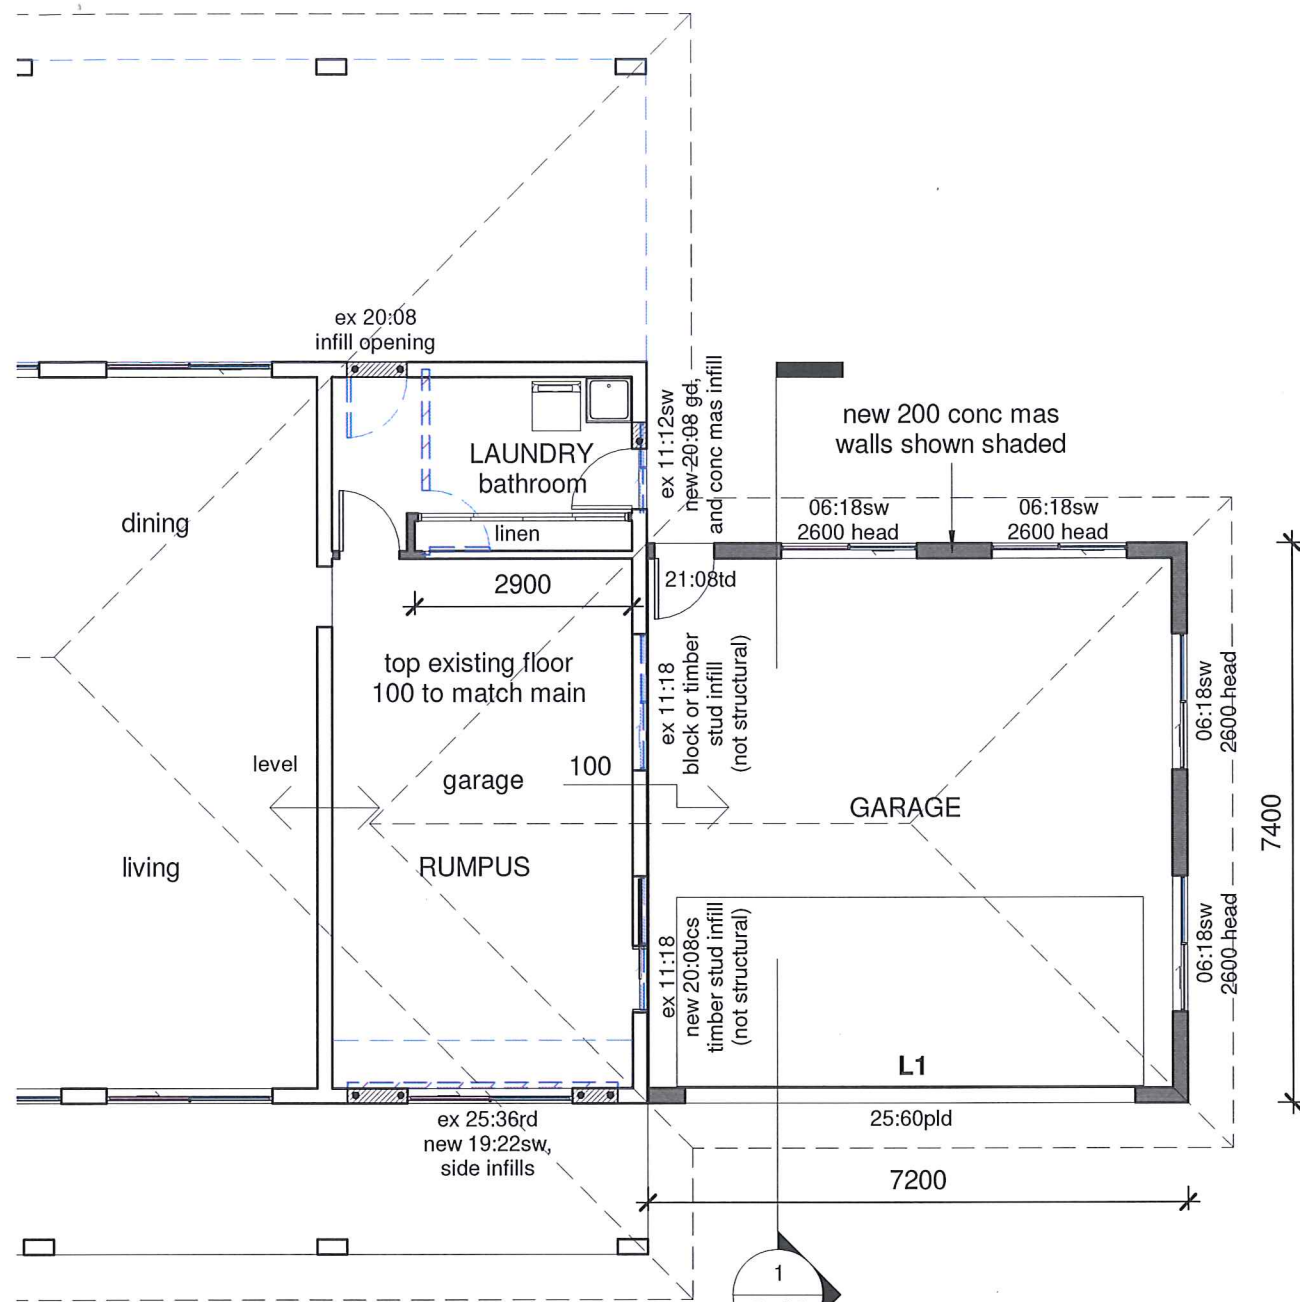 ex 20:08
infill opening
ex 11:12sw
new 20:08 gd,
and conc mas infill
new 200 conc mas
walls shown shaded
LAUNDRY
bathroom
linen
dining
06:18sw
2600 head
06:18sw
2600 head
21:08td
2900
top existing floor
100 to match main
ex 11:18
block or timber
stud infill
(not structural)
06:18sw
2600 head
level
garage
100
GARAGE
7400
living
RUMPUS
ex 11:18
new 20:08cs
timber stud infill
(not structural)
06:18sw
2600 head
L1
25:60pld
ex 25:36rd
new 19:22sw,
side infills
7200
1